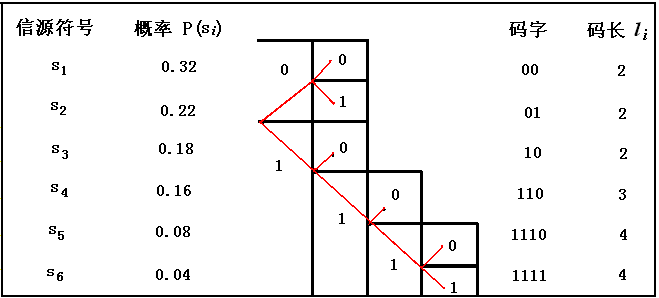 信源符号 概率 P(si) 码字 码长 li
s1 0.32 0 0 00 2
s2 0.22 1 01 2
s3 0.18 1 0 10 2
s4 0.16 0 110 3
s5 0.08 1 0 1110 4
s6 0.04 1 1 1111 4